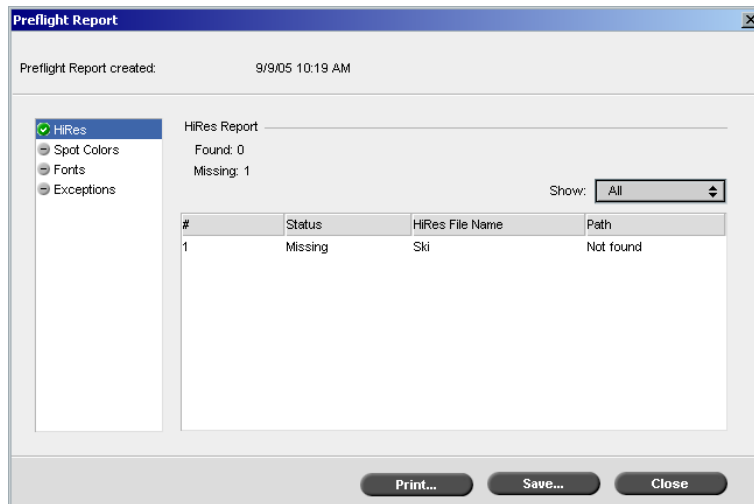 Preflight Report
Preflight Report created: 9/9/05 10:19 AM
HiRes
Spot Colors
Fonts
Exceptions
HiRes Report
Found: 0
Missing: 1
Show: All
# Status HiRes File Name Path
1 Missing Ski Not found
Print... Save... Close